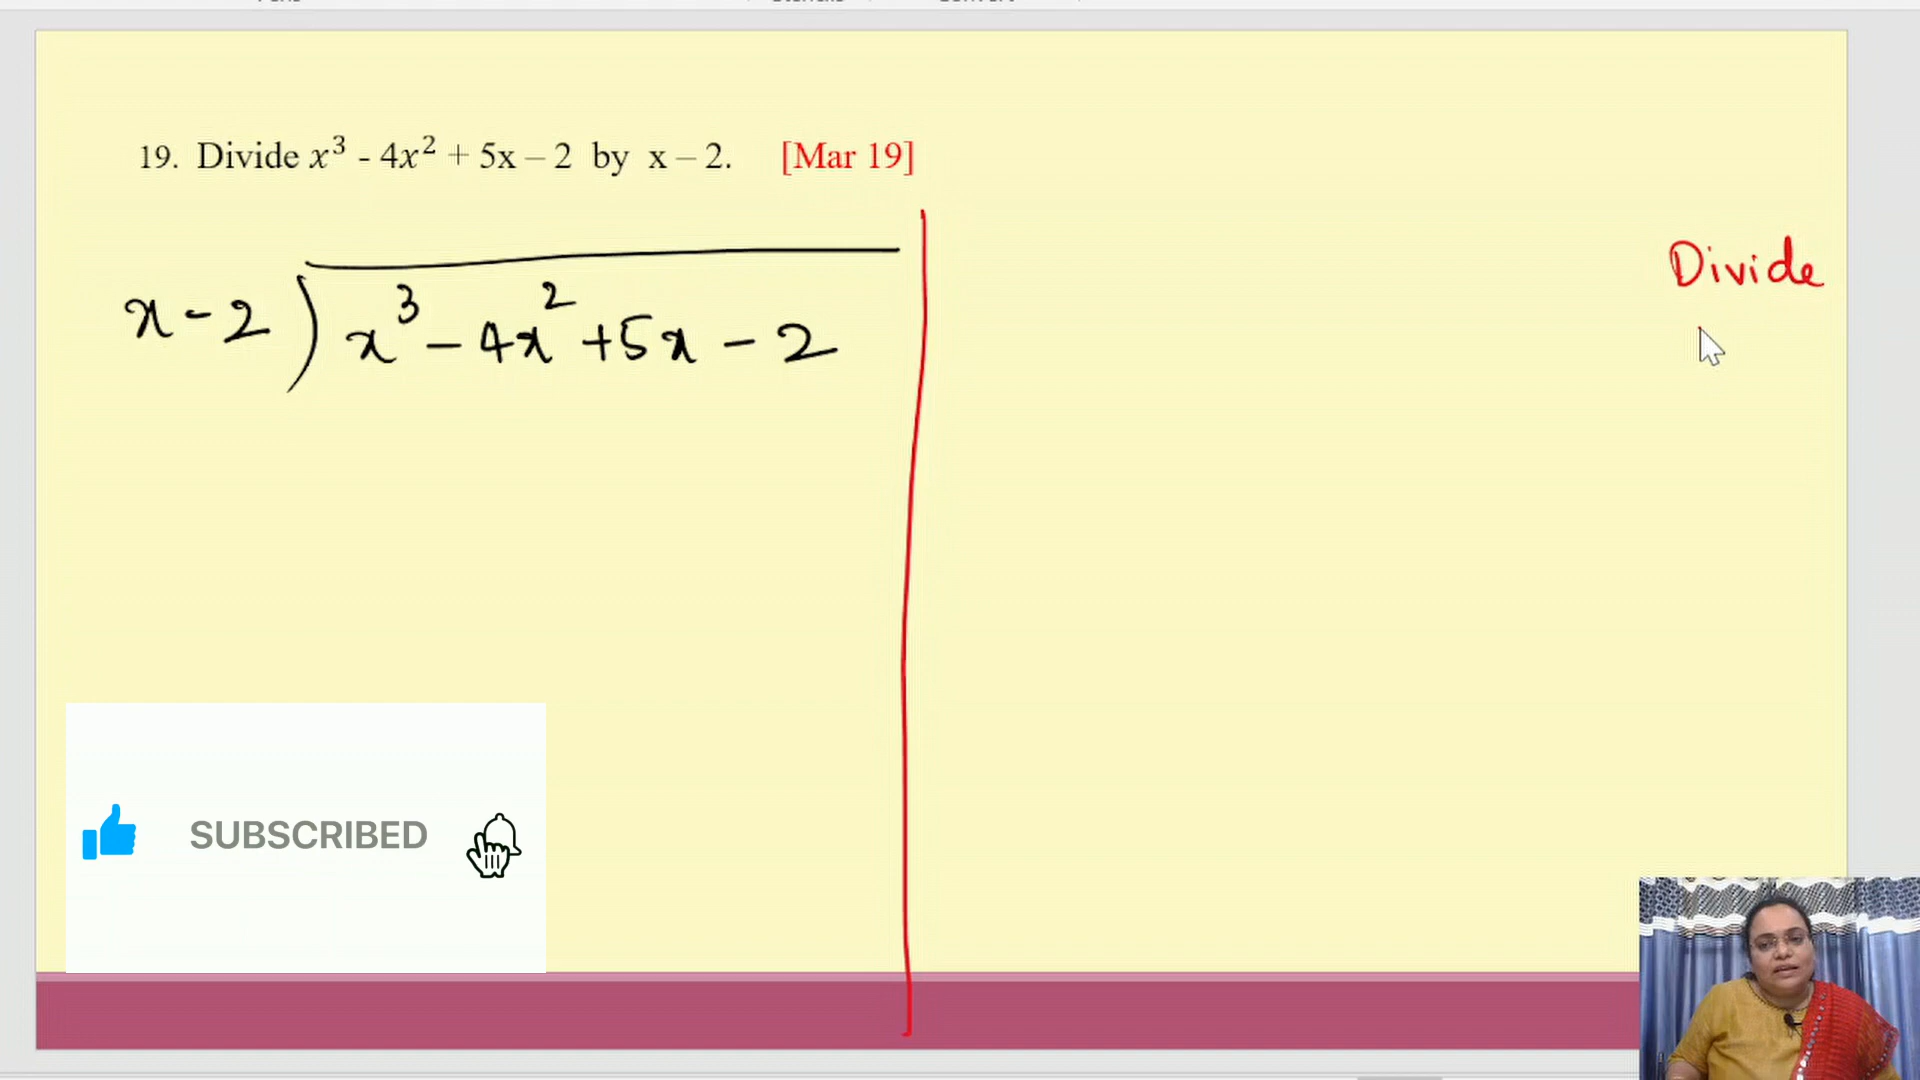 19. Divide x³ - 4x² + 5x – 2 by x – 2. [Mar 19]
Divide
x - 2 ) x³ - 4x² + 5x - 2
SUBSCRIBED